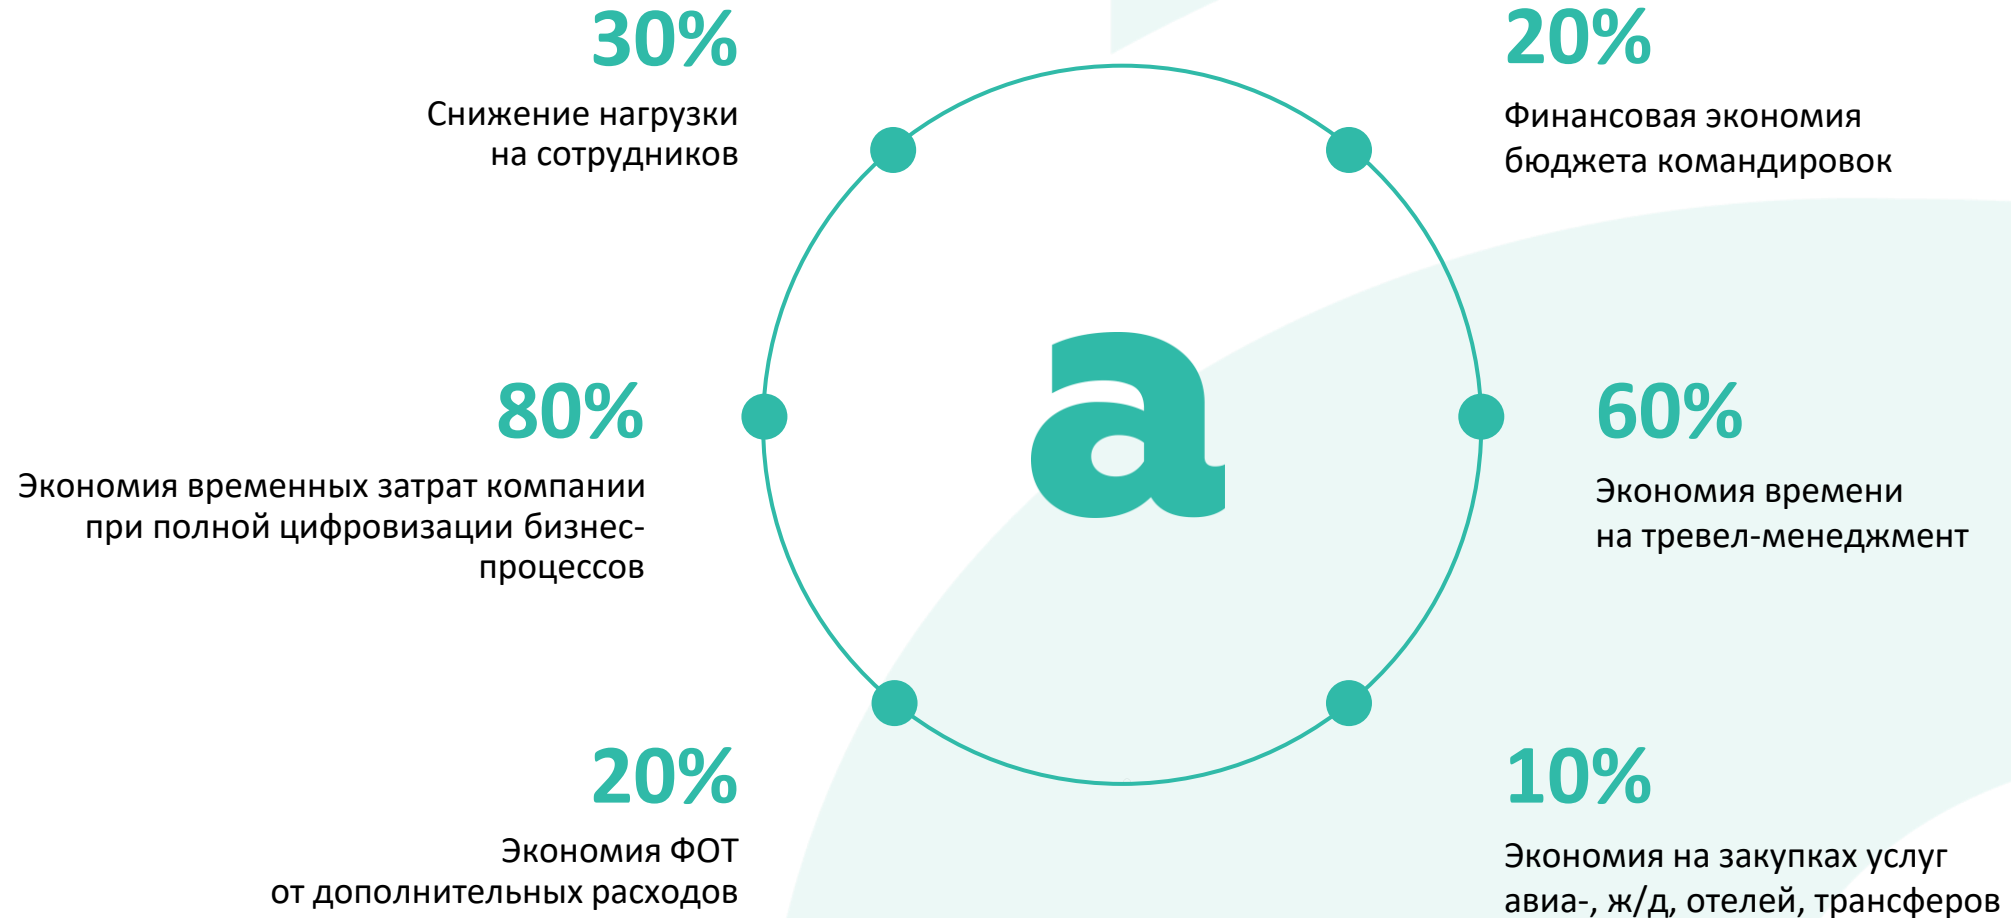 30%
Снижение нагрузки
на сотрудников
20%
Финансовая экономия
бюджета командировок
80%
Экономия временных затрат компании
при полной цифровизации бизнес-
процессов
a
60%
Экономия времени
на тревел-менеджмент
20%
Экономия ФОТ
от дополнительных расходов
10%
Экономия на закупках услуг
авиа-, ж/д, отелей, трансферов